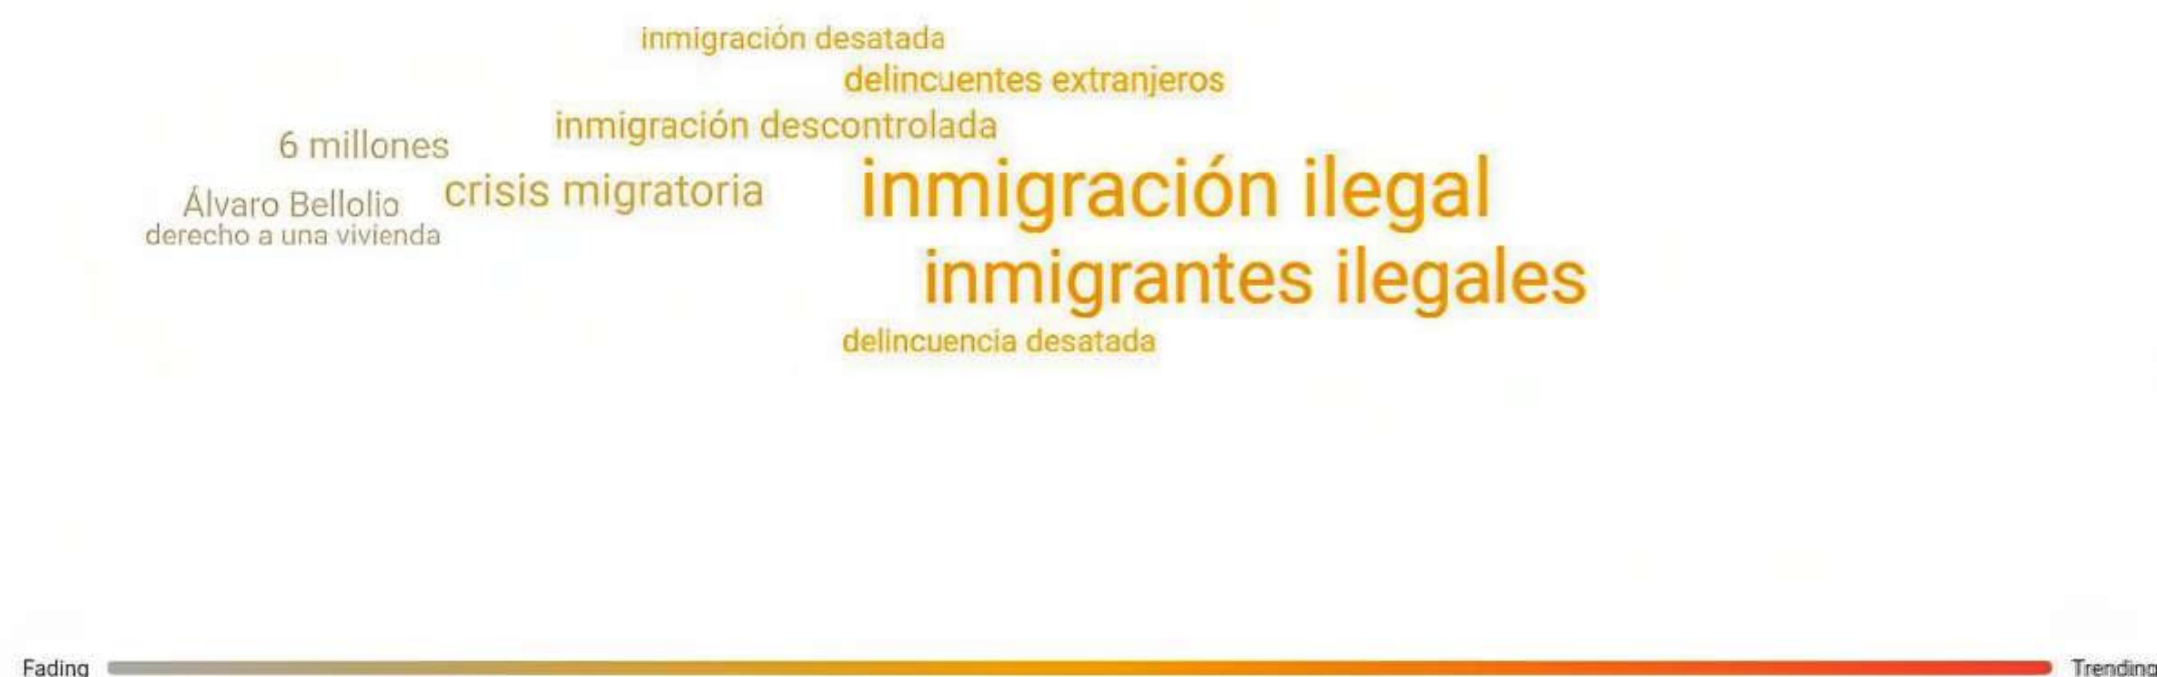 inmigración desatada
delincuentes extranjeros
inmigración descontrolada
6 millones
inmigración ilegal
crisis migratoria
Álvaro Bellolio
derecho a una vivienda
inmigrantes ilegales
delincuencia desatada
Fading
Trending